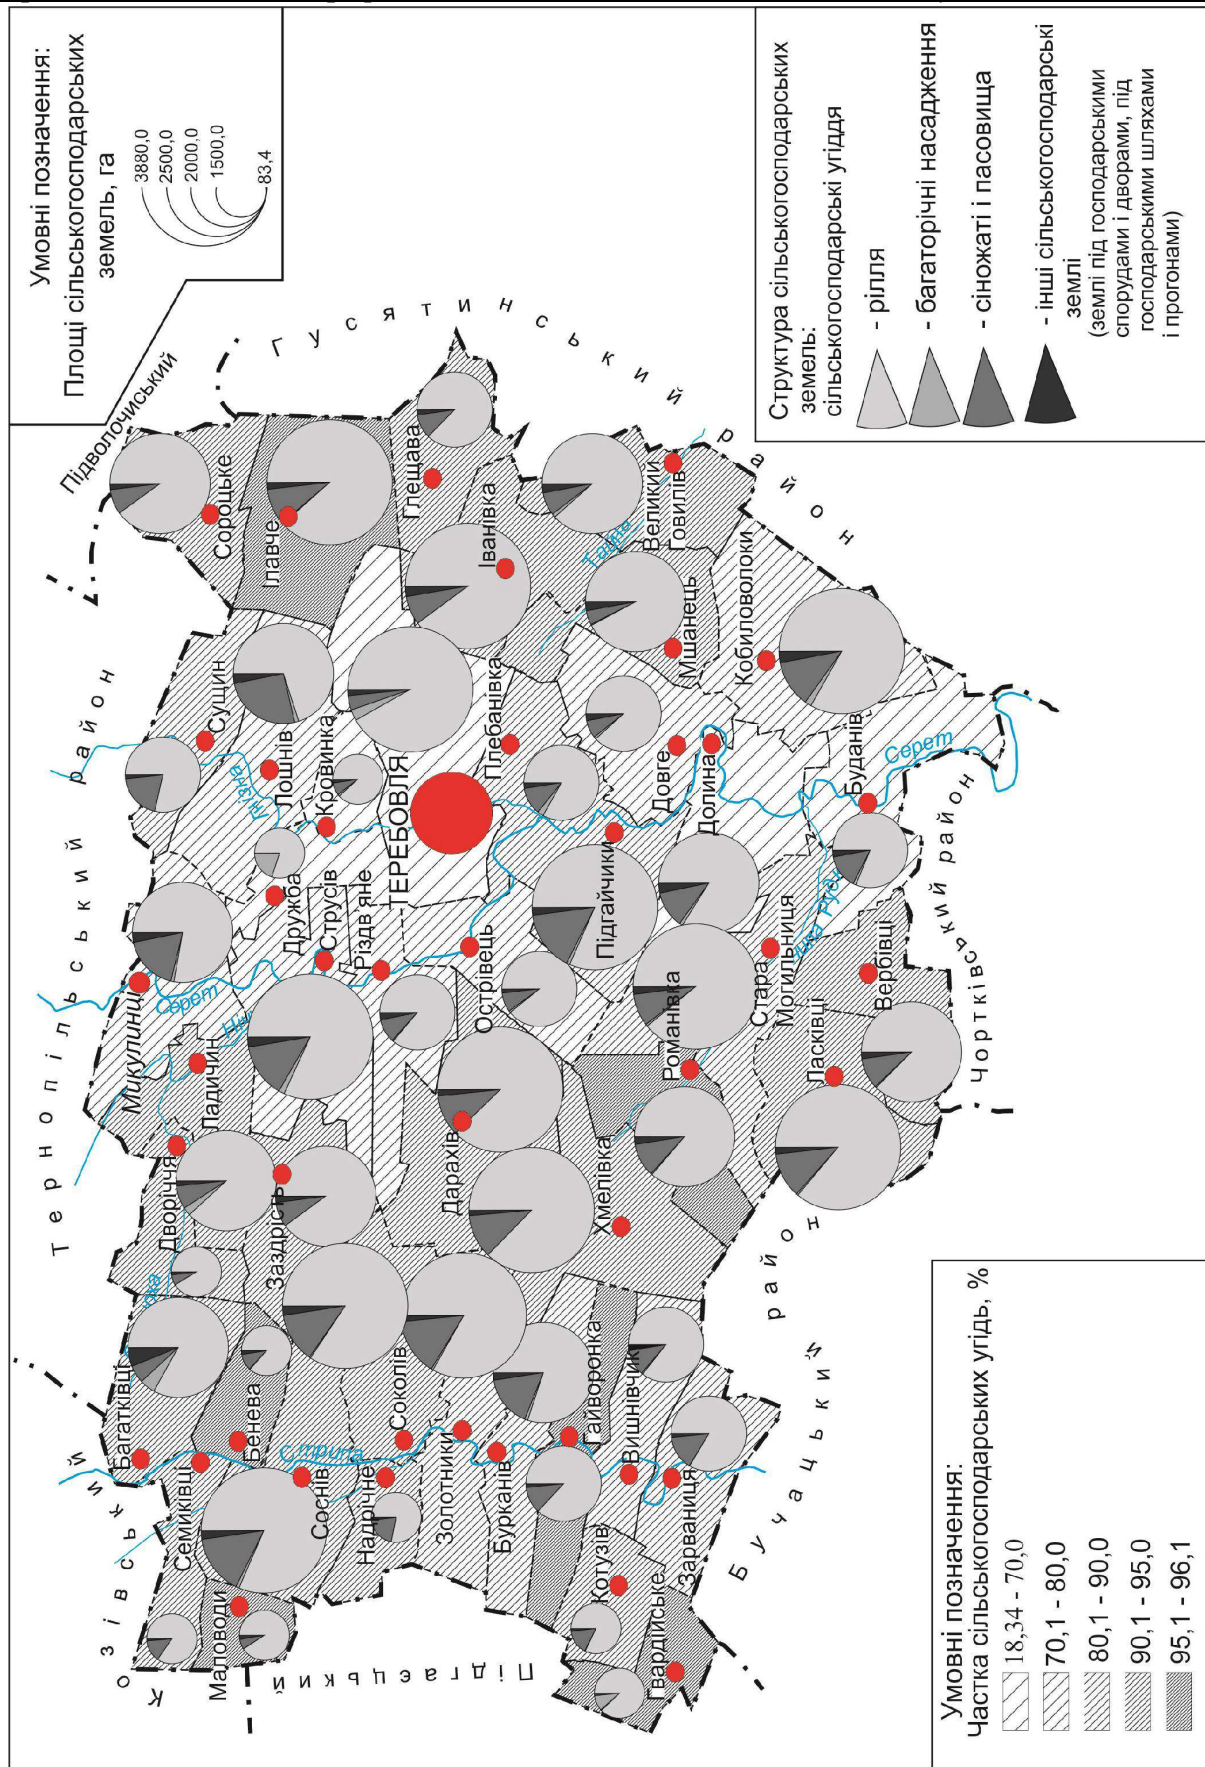 Умовні позначення:
Площі сільськогосподарських
земель, га
3880,0
2500,0
2000,0
1500,0
83,4
Структура сільськогосподарських
земель:
сільськогосподарські угіддя
- рілля
- багаторічні насадження
- сіножаті і пасовища
- інші сільськогосподарські
землі
(землі під господарськими
спорудами і дворами, під
господарськими шляхами
і прогонами)
Умовні позначення:
Частка сільськогосподарських угідь, %
18,34 - 70,0
70,1 - 80,0
80,1 - 90,0
90,1 - 95,0
95,1 - 96,1
Козівський
Тернопільський район
Підволочиський
Гусятинський район
Чортківський район
Бучацький район
Підгаєцький
Багатківці
Семиківці
Маловоди
Бенева
Соснів
Надрічне
Соколів
Золотники
Бурканів
Гайворонка
Вишнівчик
Зарваниця
Котузів
Гвардійське
Микулинці
Ладичин
Дворіччя
Заздрість
Дарахів
Хмелівка
Романівка
Острівець
Різдв'яне
Струсів
Дружба
Кровинка
Лошнів
Сущин
ТЕРЕБОВЛЯ
Плебанівка
Підгайчики
Довге
Долина
Стара
Могильниця
Ласківці
Вербівці
Буданів
Кобиловолоки
Мшанець
Великий
Говилів
Іванівка
Глещава
Ілавче
Сороцьке
Серет
Серет
Стрипа
Гнізна
Тайна